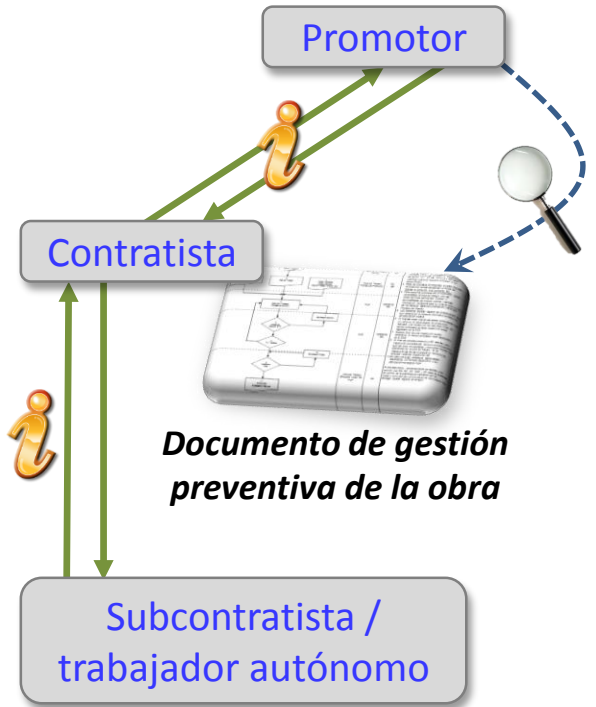 Promotor
Contratista
Documento de gestión
preventiva de la obra
Subcontratista /
trabajador autónomo